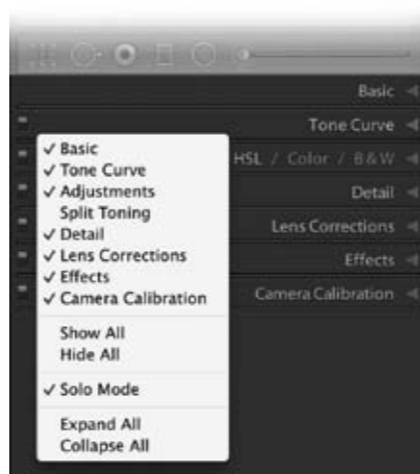 Basic
Tone Curve
HSL / Color / B & W
Detail
Lens Corrections
Effects
Camera Calibration
✓ Basic
✓ Tone Curve
✓ Adjustments
Split Toning
✓ Detail
✓ Lens Corrections
✓ Effects
✓ Camera Calibration
Show All
Hide All
✓ Solo Mode
Expand All
Collapse All